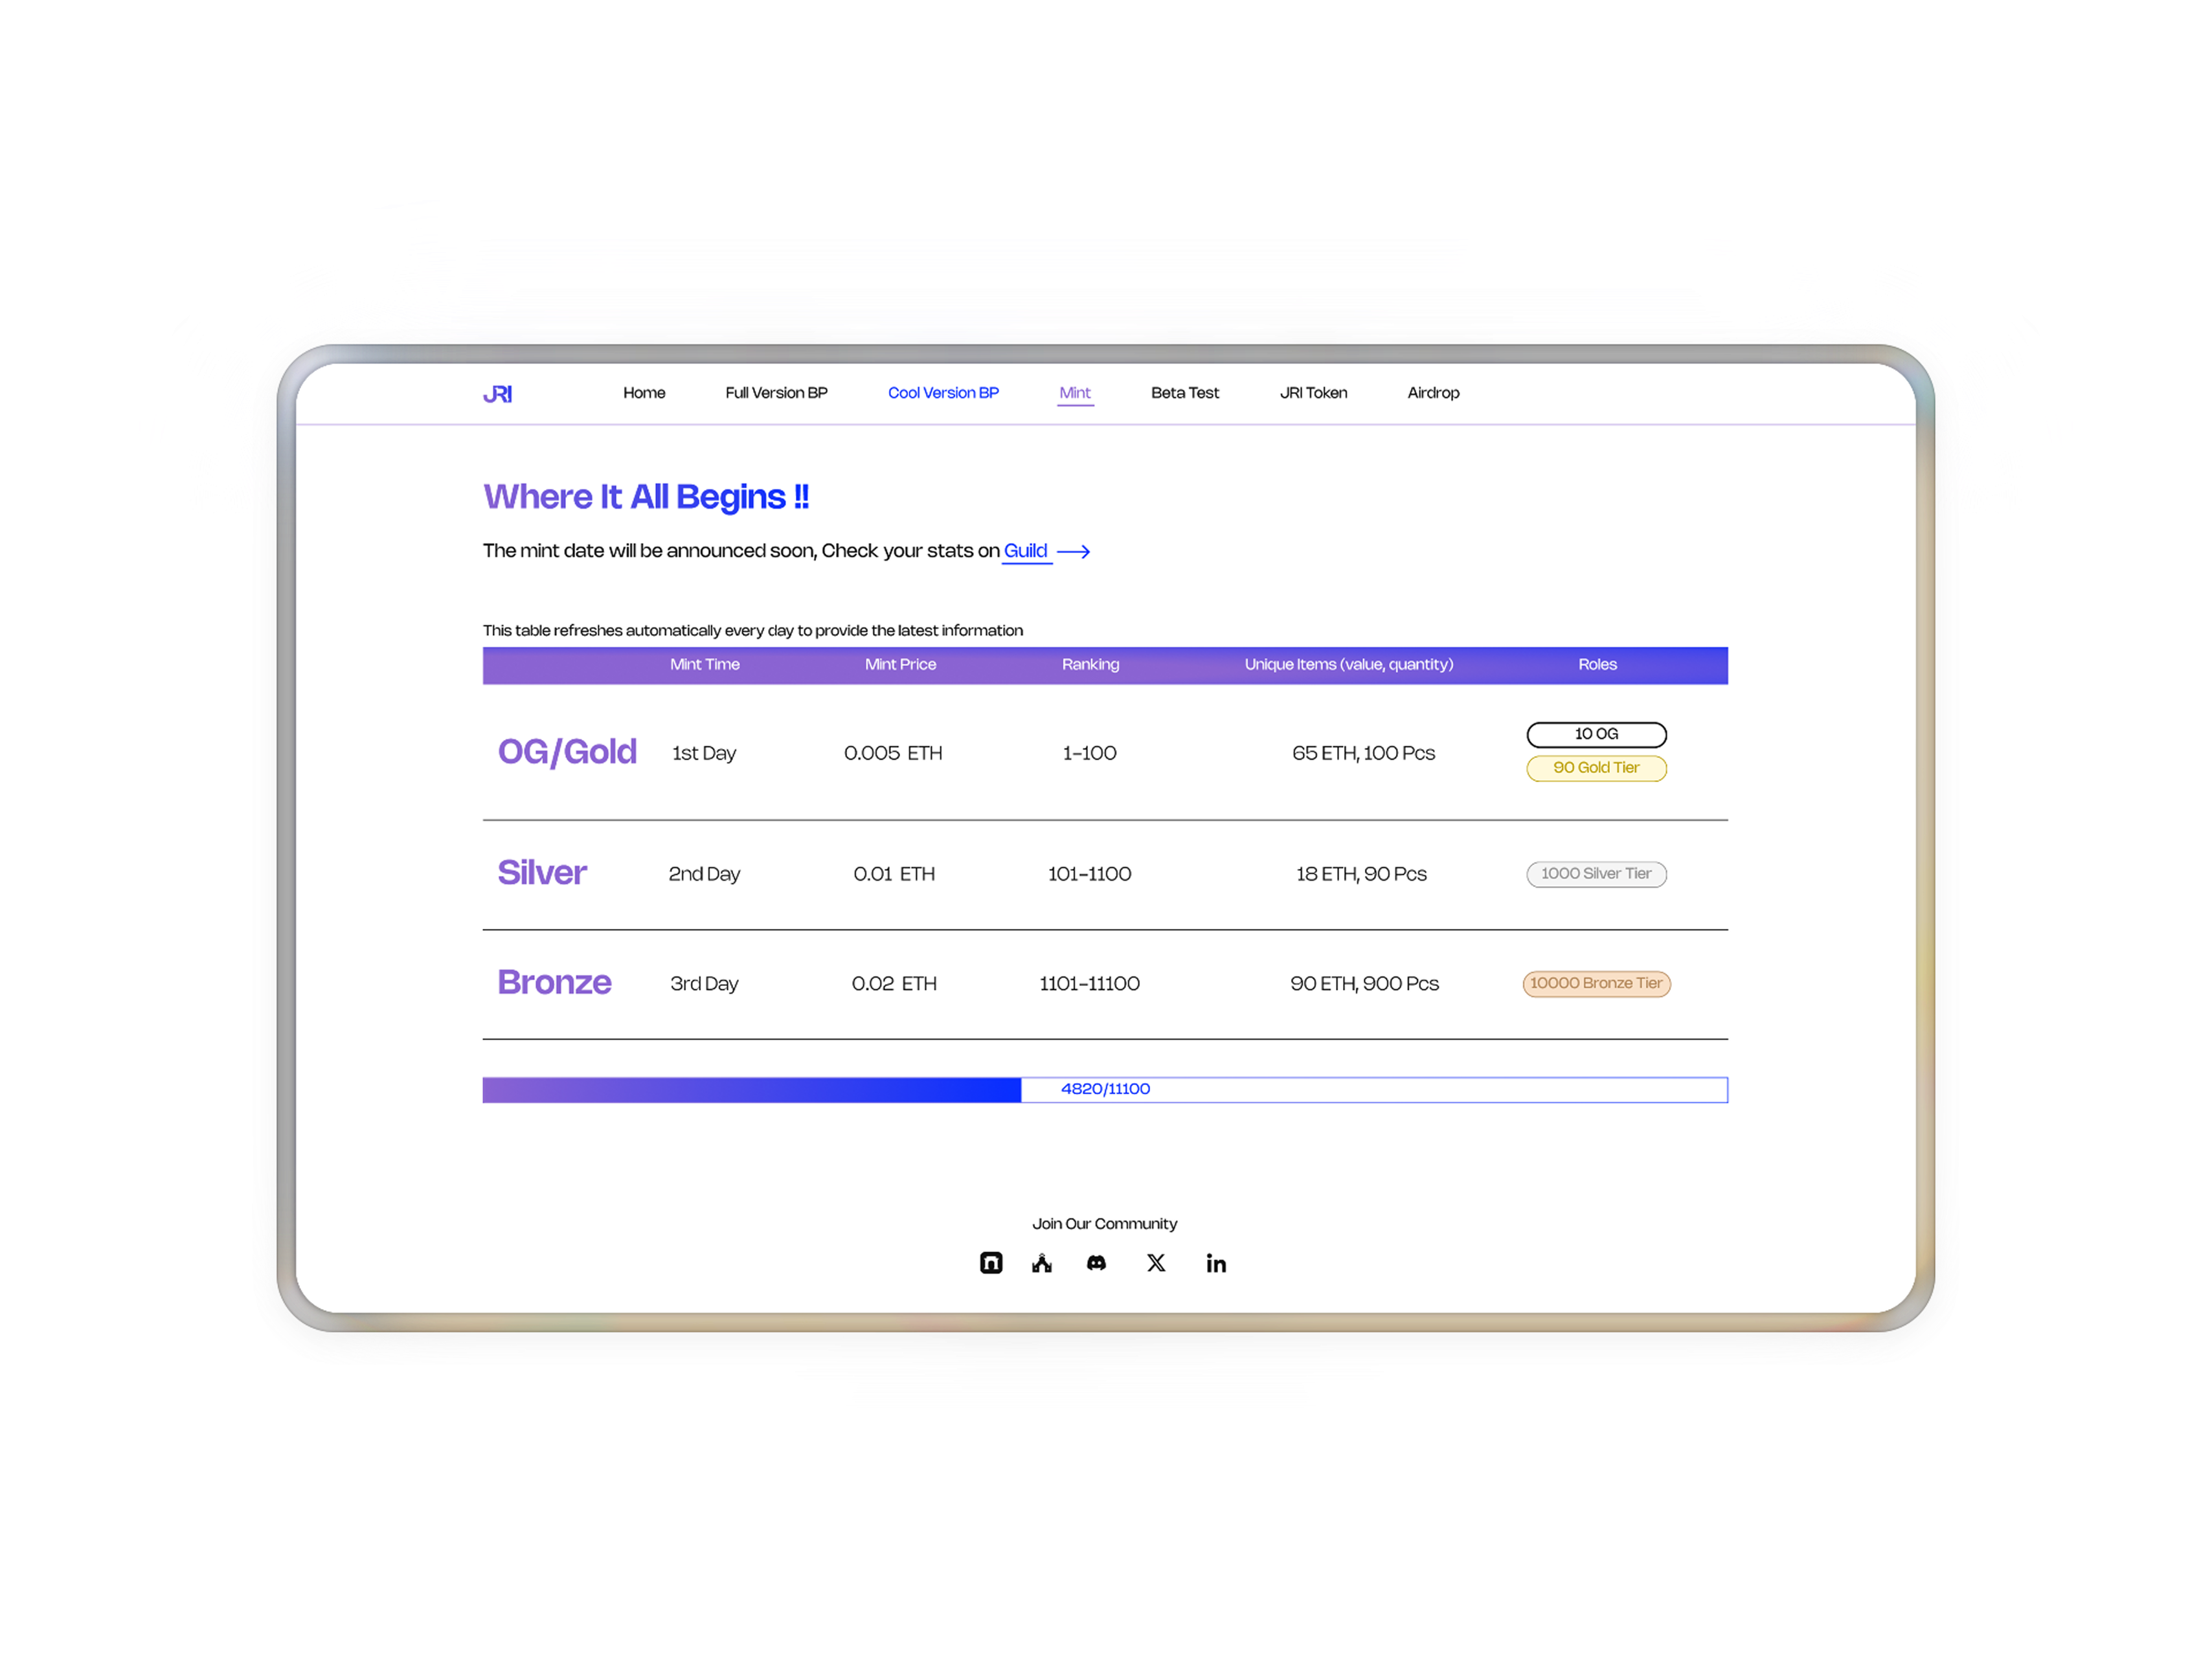 JRI Home Full Version BP Cool Version BP Mint Beta Test JRI Token Airdrop
Where It All Begins !!
The mint date will be announced soon, Check your stats on Guild
This table refreshes automatically every day to provide the latest information
Mint Time Mint Price Ranking Unique Items (value, quantity) Roles
OG/Gold 1st Day 0.005 ETH 1-100 65 ETH, 100 Pcs 10 OG
90 Gold Tier
Silver 2nd Day 0.01 ETH 101-1100 18 ETH, 90 Pcs 1000 Silver Tier
Bronze 3rd Day 0.02 ETH 1101-11100 90 ETH, 900 Pcs 10000 Bronze Tier
4820/11100
Join Our Community
X in